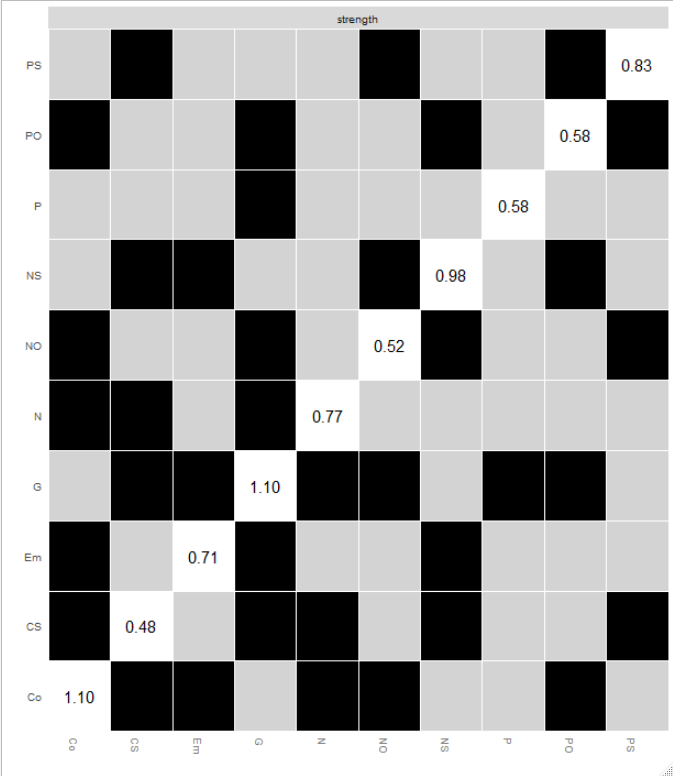 strength
PS 0.83
PO 0.58
P 0.58
NS 0.98
NO 0.52
N 0.77
G 1.10
Em 0.71
CS 0.48
Co 1.10
Co CS Em G N NO NS P PO PS